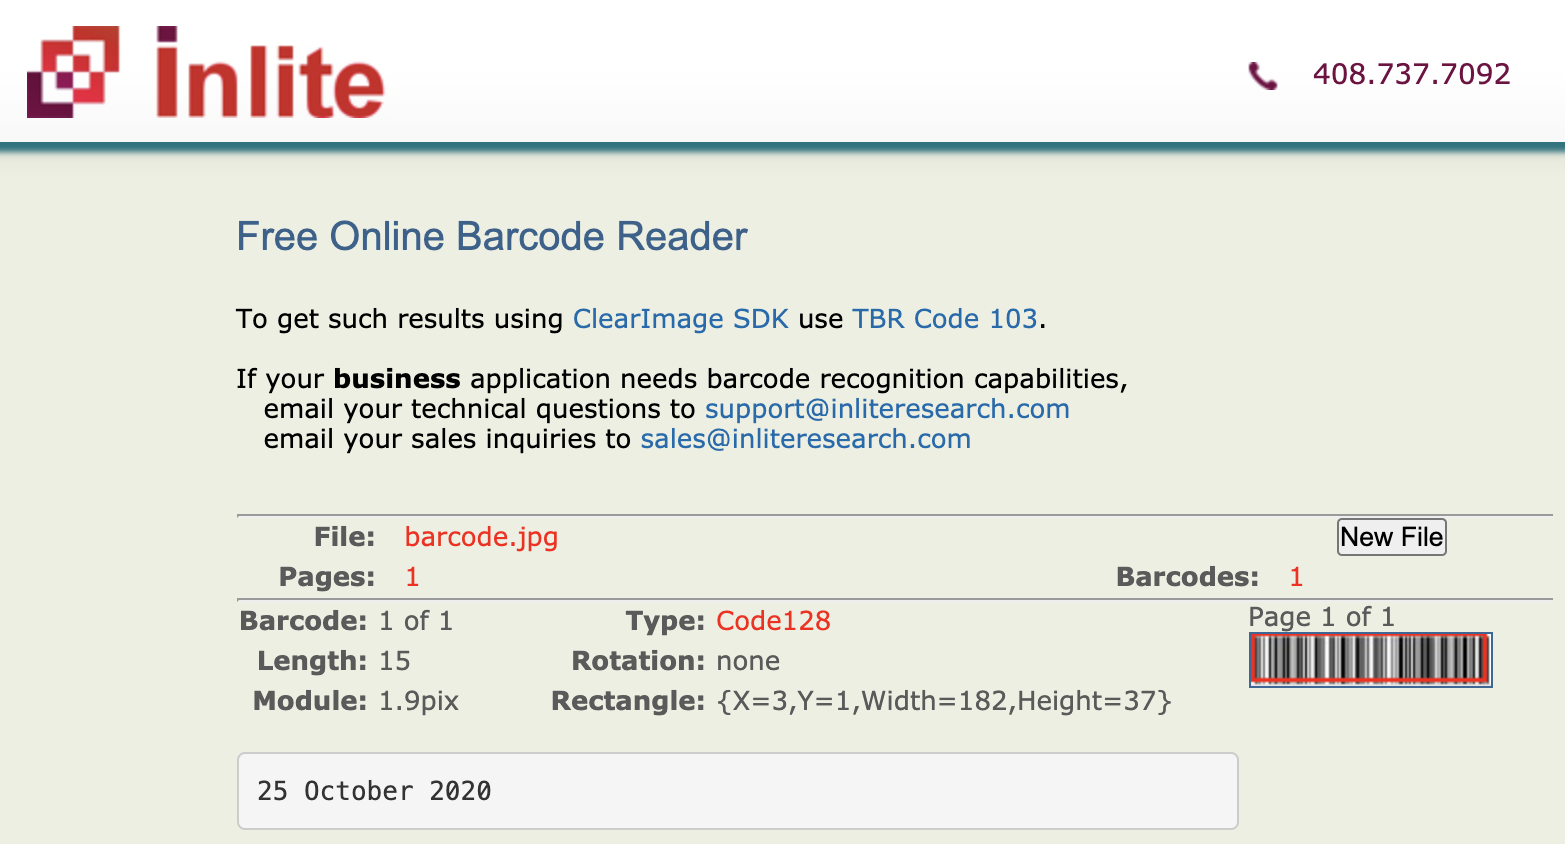 inlite
408.737.7092
Free Online Barcode Reader
To get such results using ClearImage SDK use TBR Code 103.
If your business application needs barcode recognition capabilities,
email your technical questions to support@inliteresearch.com
email your sales inquiries to sales@inliteresearch.com
File: barcode.jpg New File
Pages: 1 Barcodes: 1
Barcode: 1 of 1 Type: Code128 Page 1 of 1
Length: 15 Rotation: none
Module: 1.9pix Rectangle: {X=3,Y=1,Width=182,Height=37}
25 October 2020